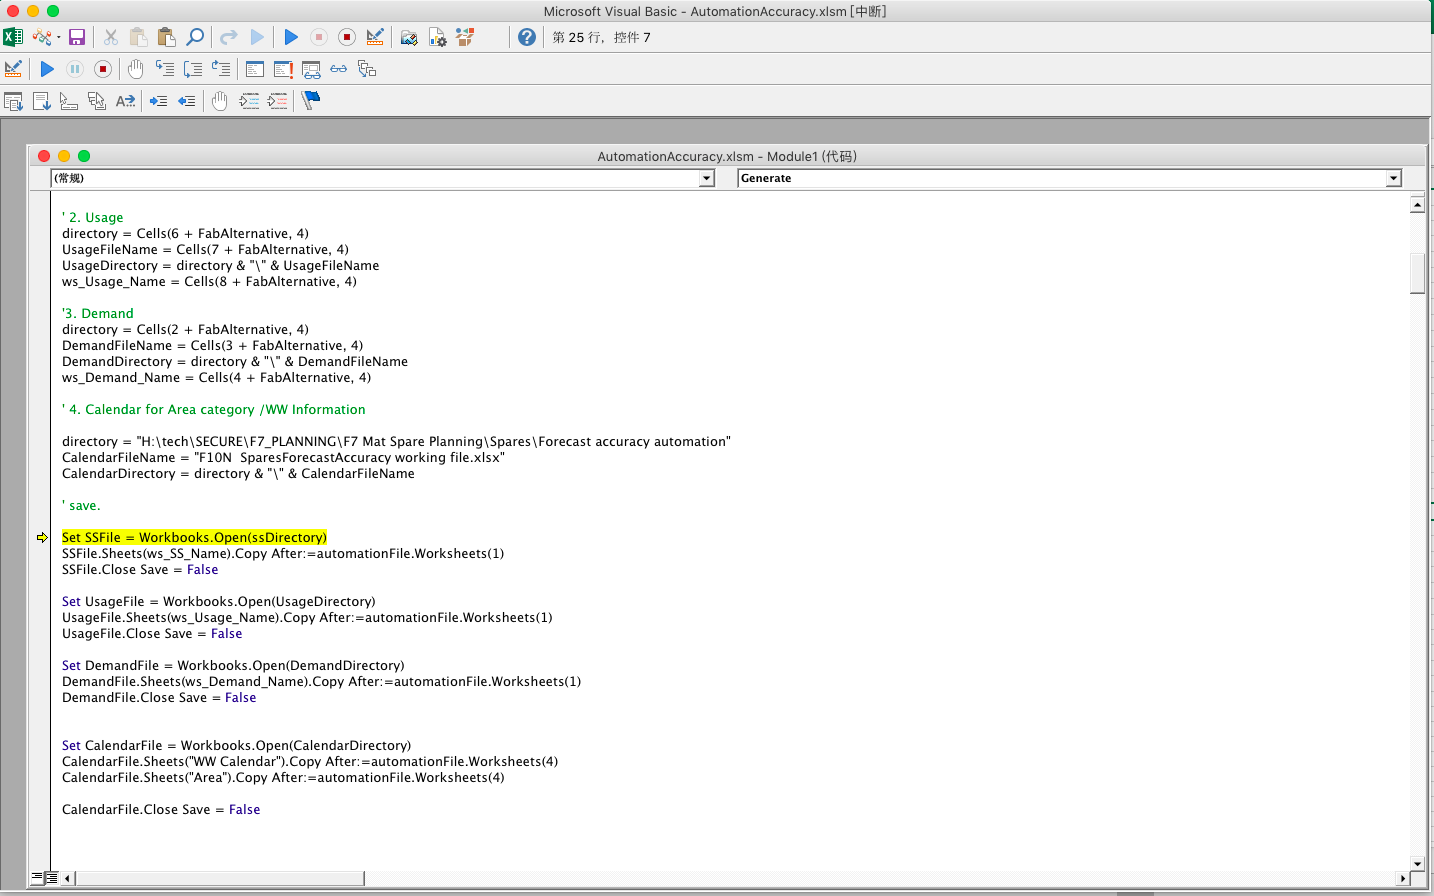 Microsoft Visual Basic - AutomationAccuracy.xlsm [中断]
第 25 行, 控件 7
AutomationAccuracy.xlsm - Module1 (代码)
(常规)
Generate
' 2. Usage
directory = Cells(6 + FabAlternative, 4)
UsageFileName = Cells(7 + FabAlternative, 4)
UsageDirectory = directory & "\" & UsageFileName
ws_Usage_Name = Cells(8 + FabAlternative, 4)
'3. Demand
directory = Cells(2 + FabAlternative, 4)
DemandFileName = Cells(3 + FabAlternative, 4)
DemandDirectory = directory & "\" & DemandFileName
ws_Demand_Name = Cells(4 + FabAlternative, 4)
' 4. Calendar for Area category /WW Information
directory = "H:\tech\SECURE\F7_PLANNING\F7 Mat Spare Planning\Spares\Forecast accuracy automation"
CalendarFileName = "F10N  SparesForecastAccuracy working file.xlsx"
CalendarDirectory = directory & "\" & CalendarFileName
' save.
Set SSFile = Workbooks.Open(ssDirectory)
SSFile.Sheets(ws_SS_Name).Copy After:=automationFile.Worksheets(1)
SSFile.Close Save = False
Set UsageFile = Workbooks.Open(UsageDirectory)
UsageFile.Sheets(ws_Usage_Name).Copy After:=automationFile.Worksheets(1)
UsageFile.Close Save = False
Set DemandFile = Workbooks.Open(DemandDirectory)
DemandFile.Sheets(ws_Demand_Name).Copy After:=automationFile.Worksheets(1)
DemandFile.Close Save = False
Set CalendarFile = Workbooks.Open(CalendarDirectory)
CalendarFile.Sheets("WW Calendar").Copy After:=automationFile.Worksheets(4)
CalendarFile.Sheets("Area").Copy After:=automationFile.Worksheets(4)
CalendarFile.Close Save = False